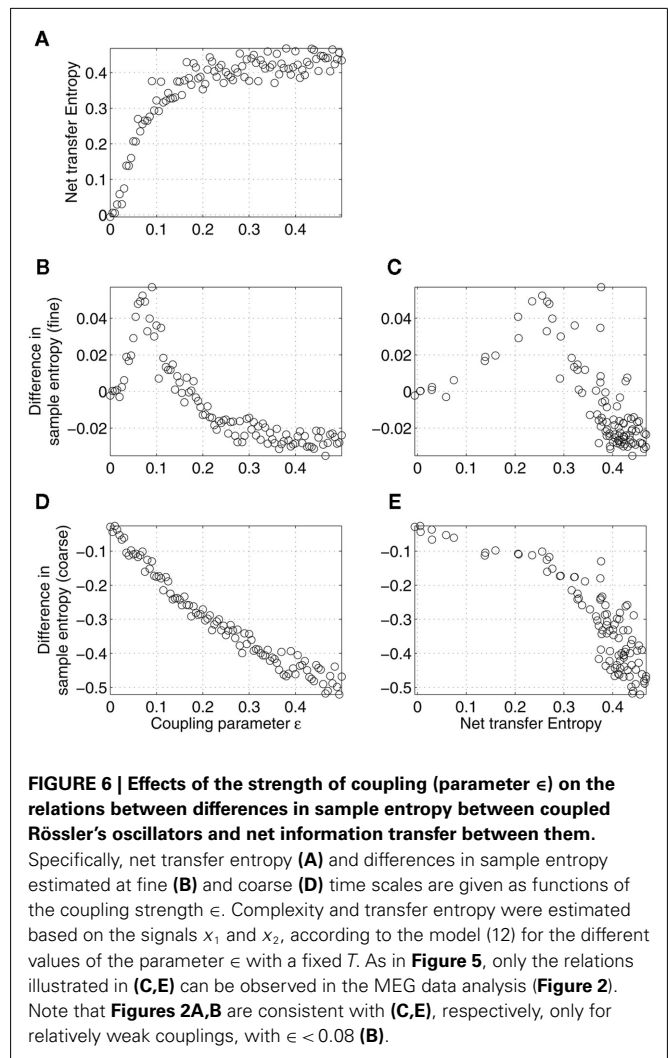 A
Net transfer Entropy
0.4
0.3
0.2
0.1
0
0 0.1 0.2 0.3 0.4
B
Difference in
sample entropy (fine)
0.04
0.02
0
−0.02
0 0.1 0.2 0.3 0.4
C
0.04
0.02
0
−0.02
0 0.1 0.2 0.3 0.4
D
Difference in
sample entropy (coarse)
−0.1
−0.2
−0.3
−0.4
−0.5
0 0.1 0.2 0.3 0.4
Coupling parameter ε
E
−0.1
−0.2
−0.3
−0.4
−0.5
0 0.1 0.2 0.3 0.4
Net transfer Entropy
FIGURE 6 | Effects of the strength of coupling (parameter ϵ) on the
relations between differences in sample entropy between coupled
Rössler's oscillators and net information transfer between them.
Specifically, net transfer entropy (A) and differences in sample entropy
estimated at fine (B) and coarse (D) time scales are given as functions of
the coupling strength ϵ. Complexity and transfer entropy were estimated
based on the signals x₁ and x₂, according to the model (12) for the different
values of the parameter ϵ with a fixed T. As in Figure 5, only the relations
illustrated in (C,E) can be observed in the MEG data analysis (Figure 2).
Note that Figures 2A,B are consistent with (C,E), respectively, only for
relatively weak couplings, with ϵ < 0.08 (B).